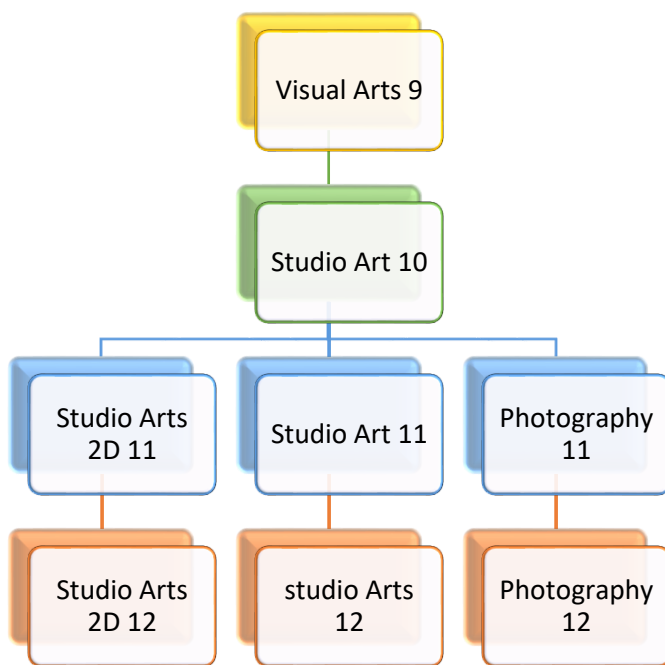 Visual Arts 9
Studio Art 10
Studio Arts
2D 11
Studio Art 11
Photography
11
Studio Arts
2D 12
studio Arts
12
Photography
12